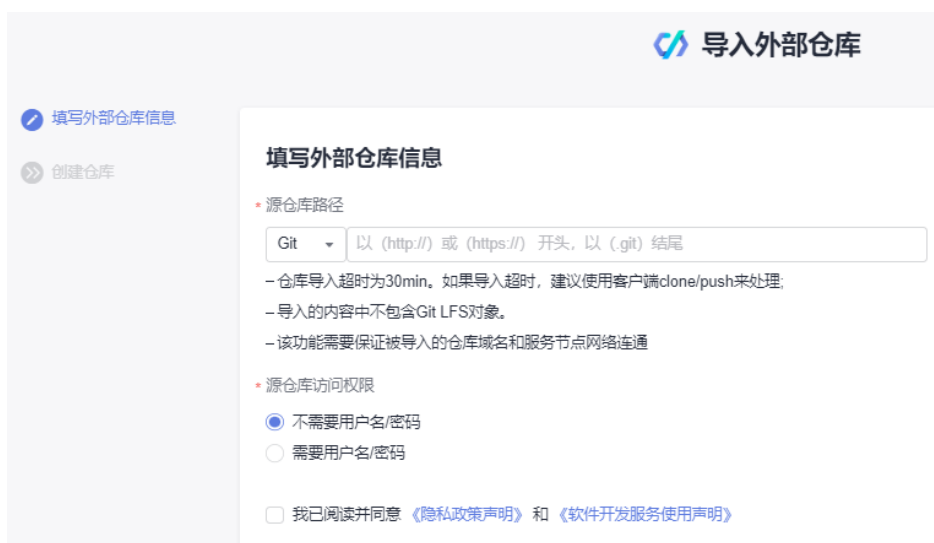 导入外部仓库
填写外部仓库信息
创建仓库
填写外部仓库信息
* 源仓库路径
Git 以（http://）或（https://）开头，以（.git）结尾
– 仓库导入超时为30min。如果导入超时，建议使用客户端clone/push来处理;
– 导入的内容中不包含Git LFS对象。
– 该功能需要保证被导入的仓库域名和服务节点网络连通
* 源仓库访问权限
不需要用户名/密码
需要用户名/密码
我已阅读并同意 《隐私政策声明》 和 《软件开发服务使用声明》